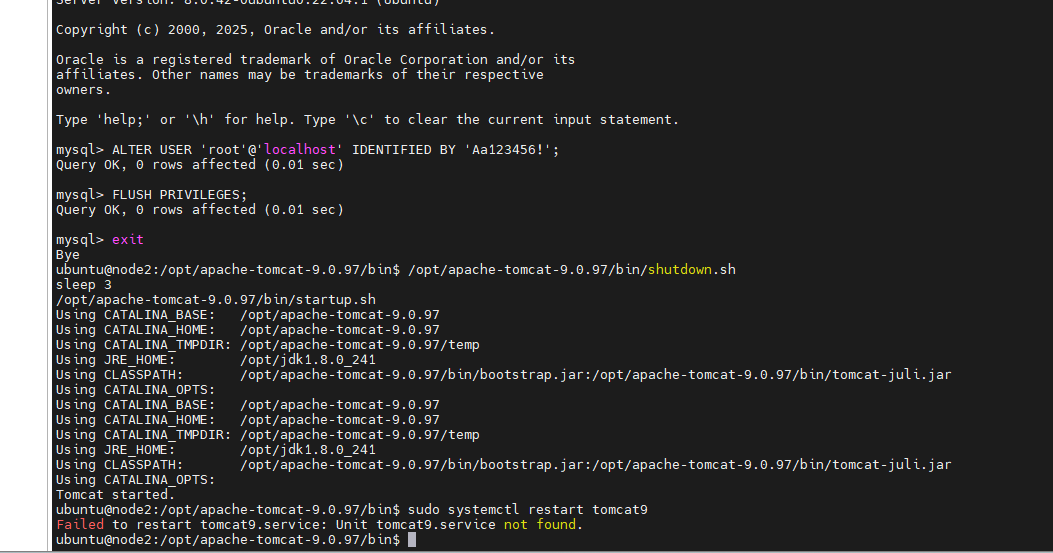 Server version: 8.0.42-0ubuntu0.22.04.1 (Ubuntu)
Copyright (c) 2000, 2025, Oracle and/or its affiliates.
Oracle is a registered trademark of Oracle Corporation and/or its
affiliates. Other names may be trademarks of their respective
owners.
Type 'help;' or '\h' for help. Type '\c' to clear the current input statement.
mysql> ALTER USER 'root'@'localhost' IDENTIFIED BY 'Aa123456!';
Query OK, 0 rows affected (0.01 sec)
mysql> FLUSH PRIVILEGES;
Query OK, 0 rows affected (0.01 sec)
mysql> exit
Bye
ubuntu@node2:/opt/apache-tomcat-9.0.97/bin$ /opt/apache-tomcat-9.0.97/bin/shutdown.sh
sleep 3
/opt/apache-tomcat-9.0.97/bin/startup.sh
Using CATALINA_BASE:   /opt/apache-tomcat-9.0.97
Using CATALINA_HOME:   /opt/apache-tomcat-9.0.97
Using CATALINA_TMPDIR: /opt/apache-tomcat-9.0.97/temp
Using JRE_HOME:        /opt/jdk1.8.0_241
Using CLASSPATH:       /opt/apache-tomcat-9.0.97/bin/bootstrap.jar:/opt/apache-tomcat-9.0.97/bin/tomcat-juli.jar
Using CATALINA_OPTS:
Using CATALINA_BASE:   /opt/apache-tomcat-9.0.97
Using CATALINA_HOME:   /opt/apache-tomcat-9.0.97
Using CATALINA_TMPDIR: /opt/apache-tomcat-9.0.97/temp
Using JRE_HOME:        /opt/jdk1.8.0_241
Using CLASSPATH:       /opt/apache-tomcat-9.0.97/bin/bootstrap.jar:/opt/apache-tomcat-9.0.97/bin/tomcat-juli.jar
Using CATALINA_OPTS:
Tomcat started.
ubuntu@node2:/opt/apache-tomcat-9.0.97/bin$ sudo systemctl restart tomcat9
Failed to restart tomcat9.service: Unit tomcat9.service not found.
ubuntu@node2:/opt/apache-tomcat-9.0.97/bin$